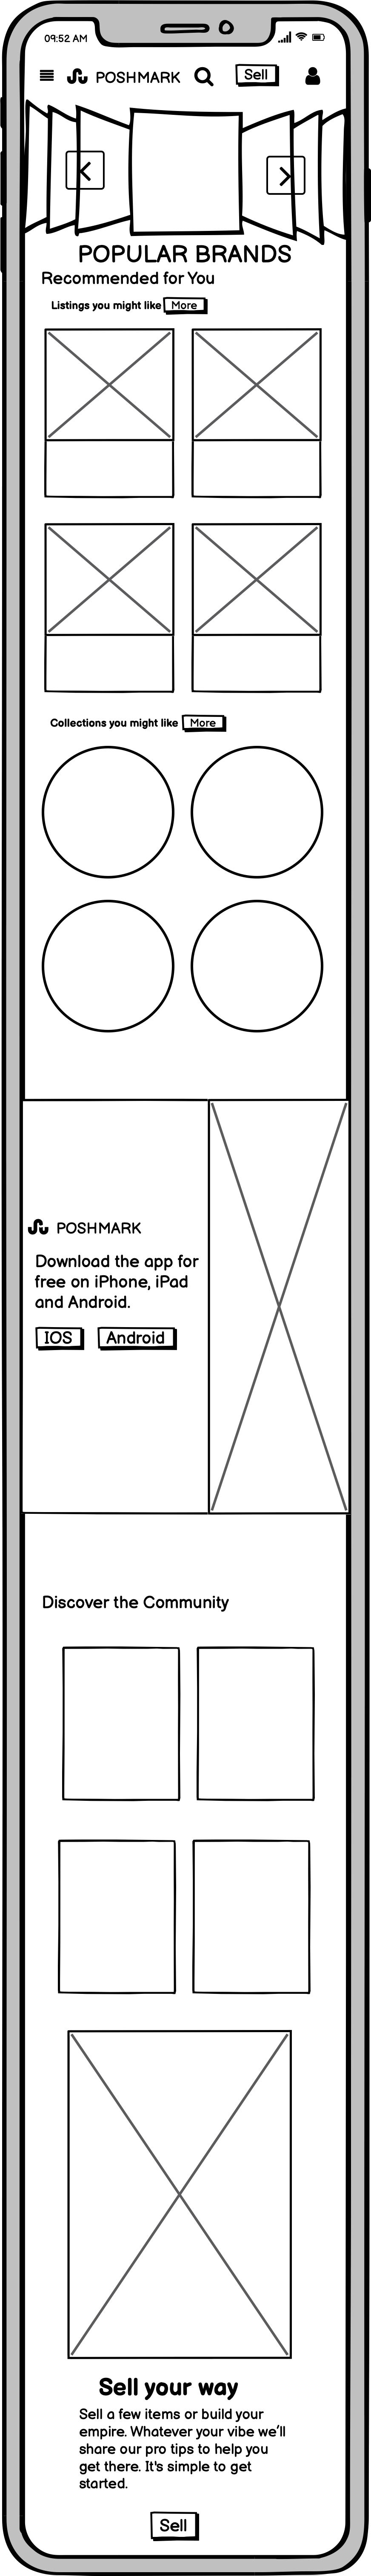 09:52 AM
POSHMARK
Sell
POPULAR BRANDS
Recommended for You
Listings you might like More
Collections you might like More
POSHMARK
Download the app for
free on iPhone, iPad
and Android.
IOS Android
Discover the Community
Sell your way
Sell a few items or build your
empire. Whatever your vibe we'll
share our pro tips to help you
get there. It's simple to get
started.
Sell